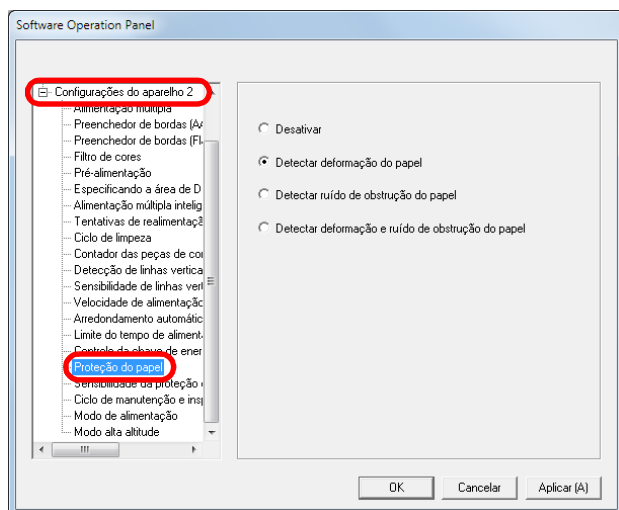 Software Operation Panel
Configurações do aparelho 2
Alimentação múltipla
Preenchedor de bordas (A
Preenchedor de bordas (F
Filtro de cores
Pré-alimentação
Especificando a área de D
Alimentação múltipla intelig
Tentativas de realimentaçã
Ciclo de limpeza
Contador das peças de co
Detecção de linhas vertica
Sensibilidade de linhas vert
Velocidade de alimentação
Arredondamento automátic
Limite do tempo de aliment
Controle da chave de ener
Proteção do papel
Sensibilidade da proteção
Ciclo de manutenção e insp
Modo de alimentação
Modo alta altitude
Desativar
Detectar deformação do papel
Detectar ruído de obstrução do papel
Detectar deformação e ruído de obstrução do papel
OK
Cancelar
Aplicar (A)